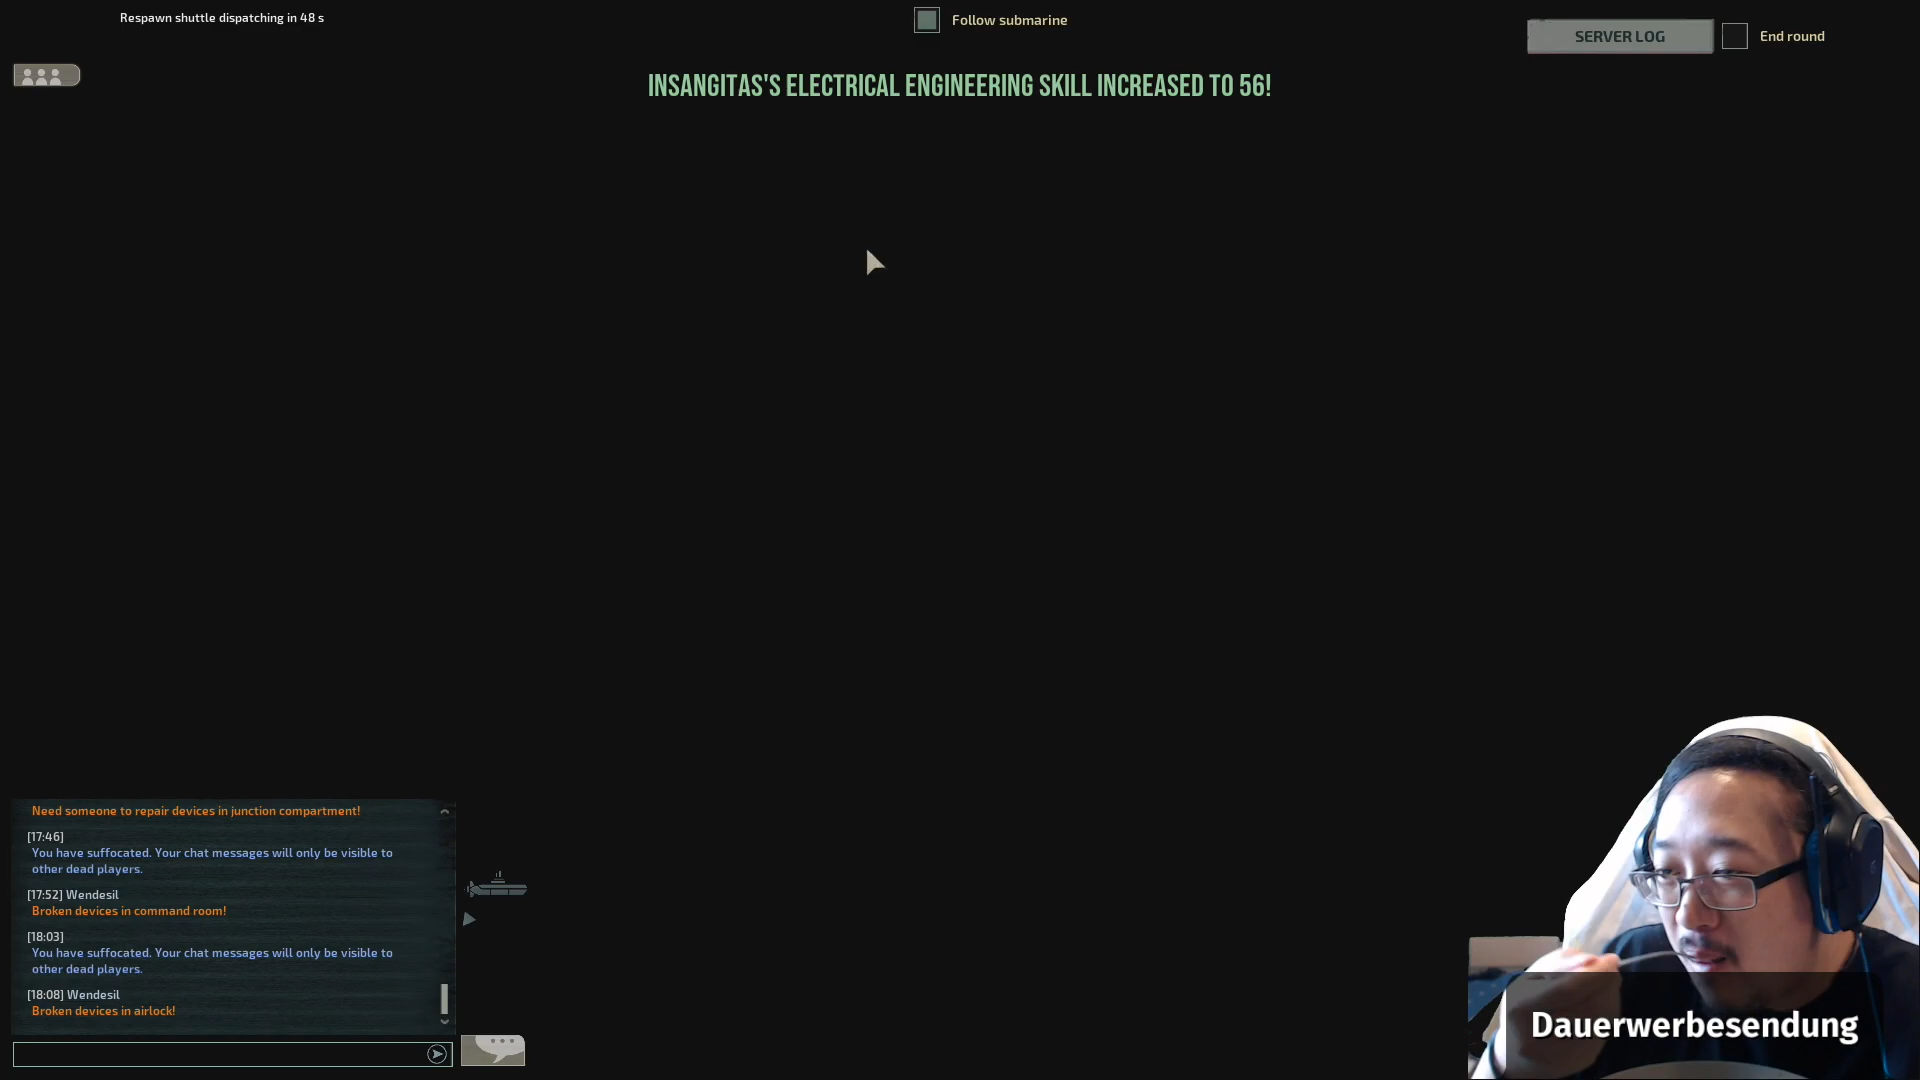 Respawn shuttle dispatching in 48 s
Follow submarine
SERVER LOG
End round
INSANGITAS'S ELECTRICAL ENGINEERING SKILL INCREASED TO 56!
Need someone to repair devices in junction compartment!
[17:46]
You have suffocated. Your chat messages will only be visible to
other dead players.
[17:52] Wendesil
Broken devices in command room!
[18:03]
You have suffocated. Your chat messages will only be visible to
other dead players.
[18:08] Wendesil
Broken devices in airlock!
Dauerwerbesendung